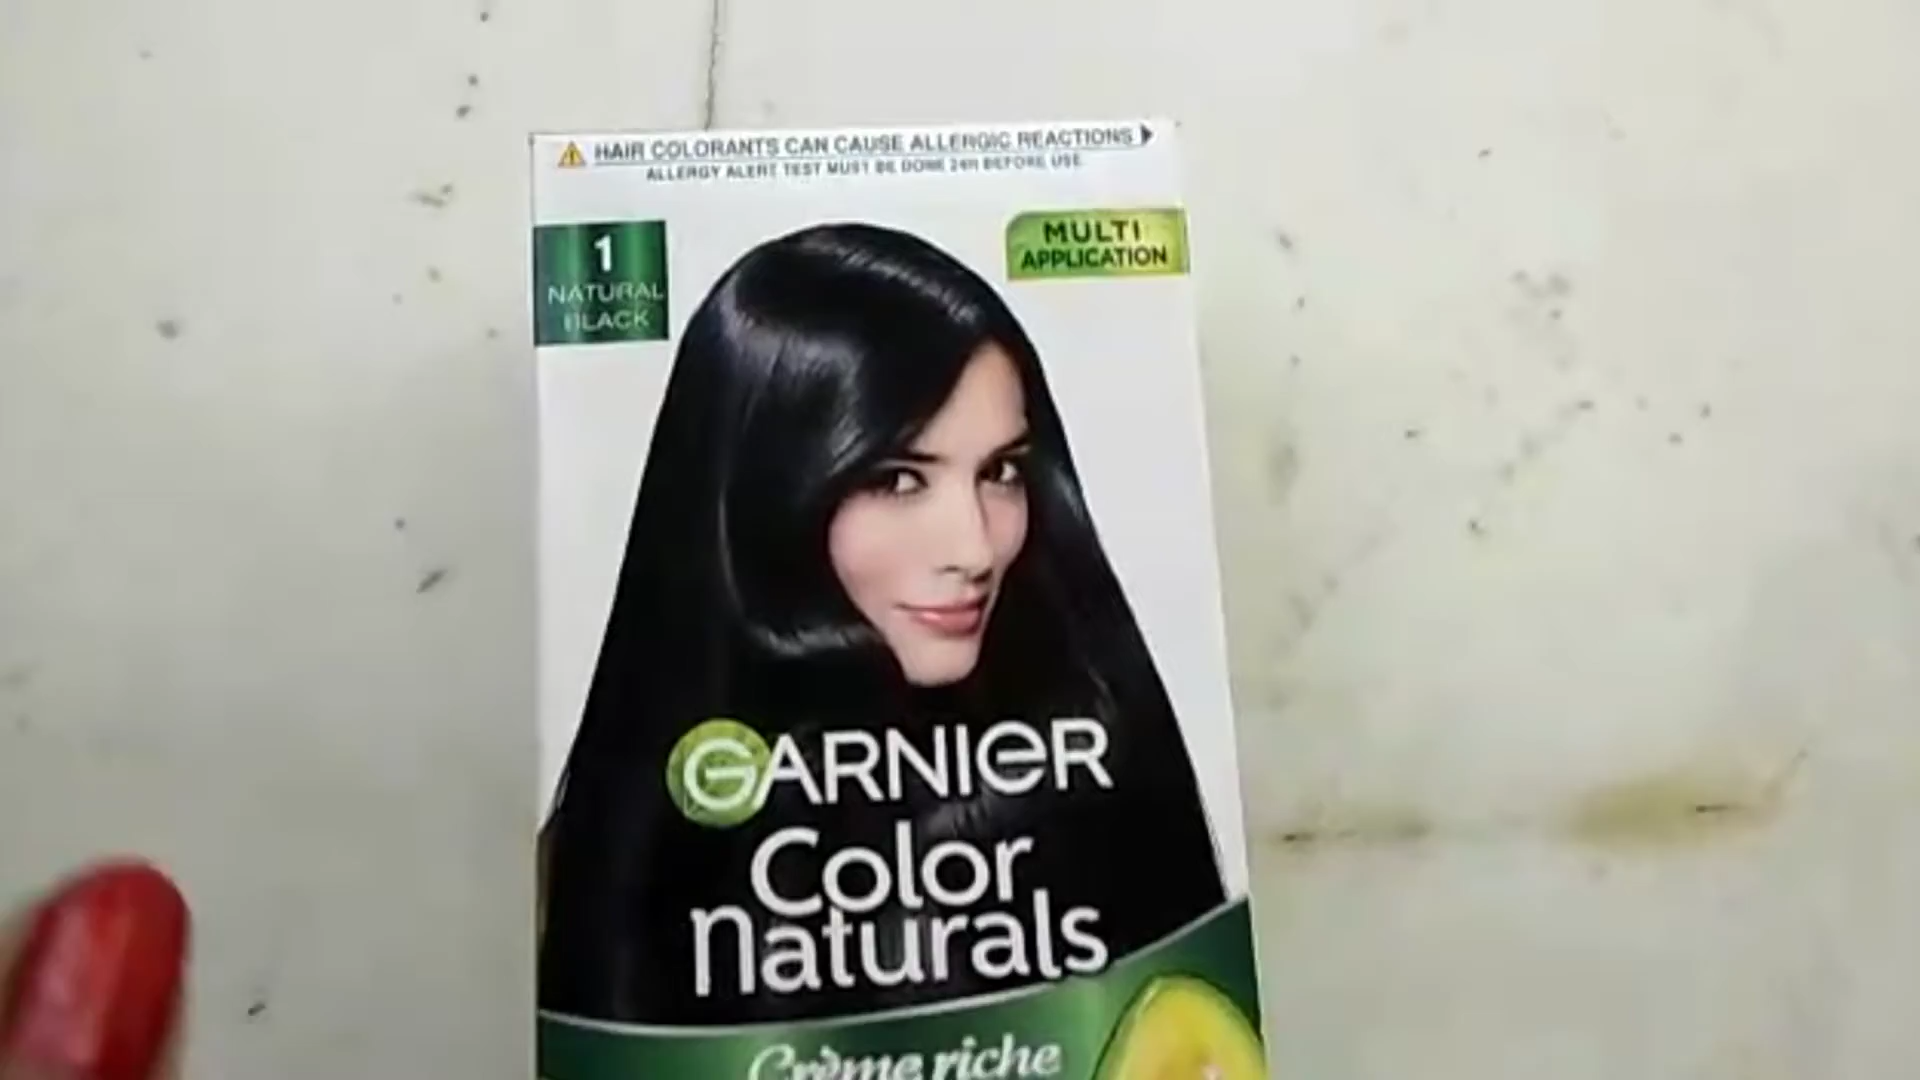 HAIR COLORANTS CAN CAUSE ALLERGIC REACTIONS
ALLERGY ALERT TEST MUST BE DONE 24H BEFORE USE
1
NATURAL
BLACK
MULTI
APPLICATION
GARNIER
Color
naturals
Crème riche